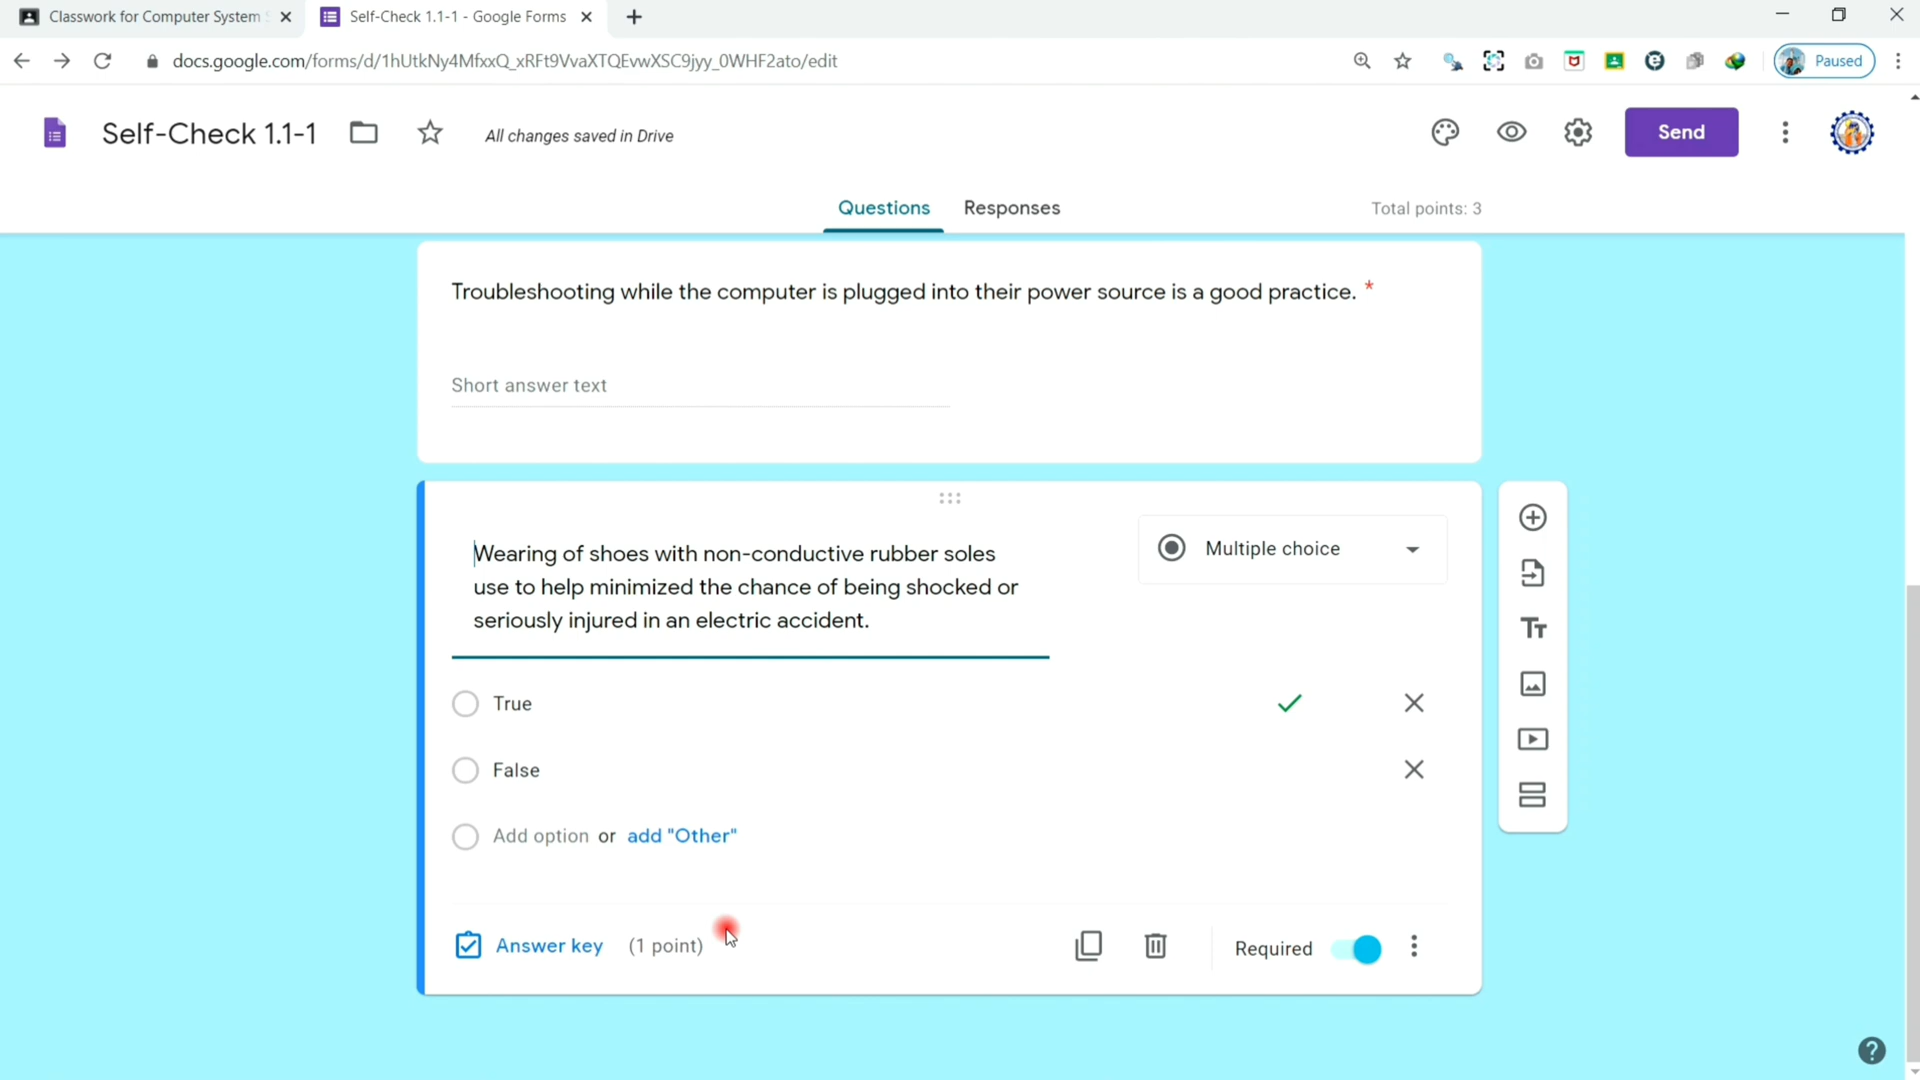 Classwork for Computer System S
Self-Check 1.1-1 - Google Forms
docs.google.com/forms/d/1hUtkNy4MfxxQ_xRFt9VvaXTQEvwXSC9jyy_0WHF2ato/edit
Paused
Self-Check 1.1-1
All changes saved in Drive
Send
Questions
Responses
Total points: 3
Troubleshooting while the computer is plugged into their power source is a good practice. *
Short answer text
Wearing of shoes with non-conductive rubber soles
use to help minimized the chance of being shocked or
seriously injured in an electric accident.
Multiple choice
True
False
Add option or add "Other"
Answer key (1 point)
Required